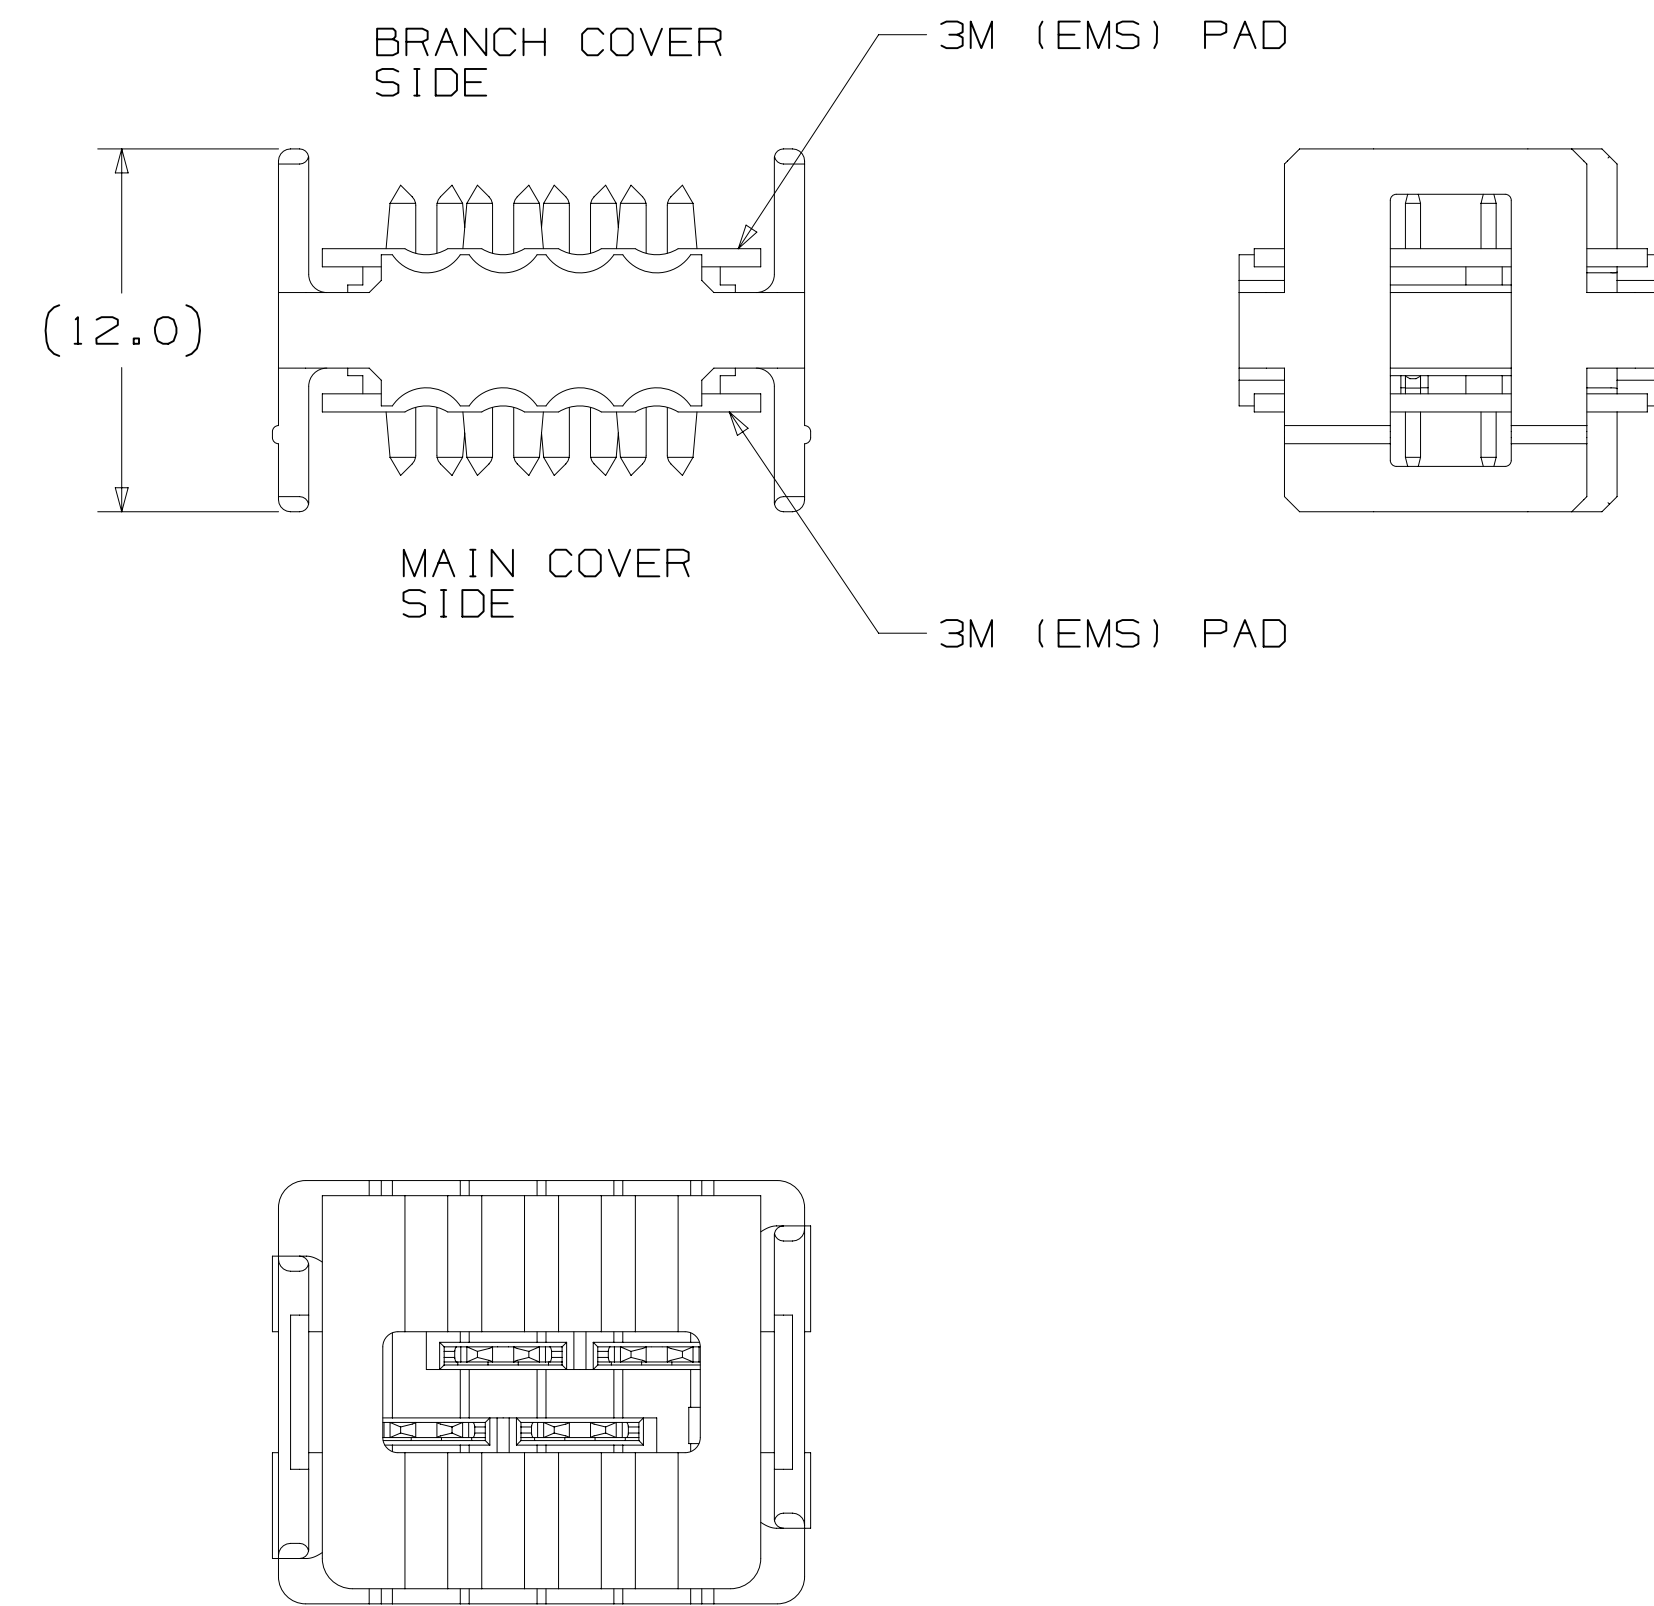 BRANCH COVER
SIDE
3M (EMS) PAD
(12.0)
MAIN COVER
SIDE
3M (EMS) PAD